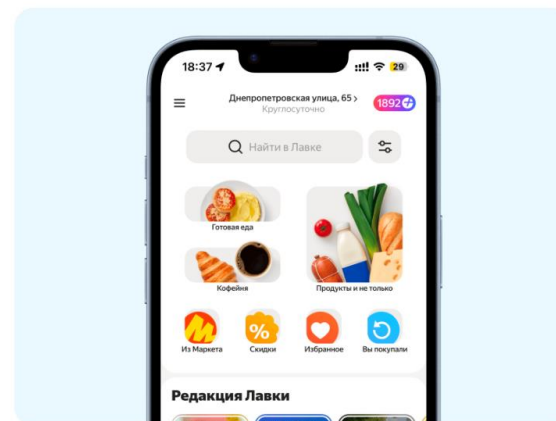 18:37
29
Днепропетровская улица, 65 >
Круглосуточно
1892
Найти в Лавке
Готовая еда
Кофейня
Продукты и не только
%
Из Маркета
Скидки
Избранное
Вы покупали
Редакция Лавки